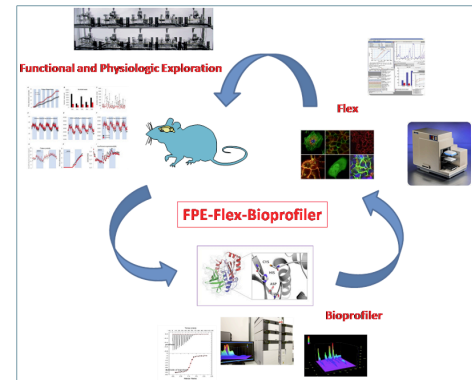 Functional and Physiologic Exploration
Flex
FPE-Flex-Bioprofiler
Bioprofiler